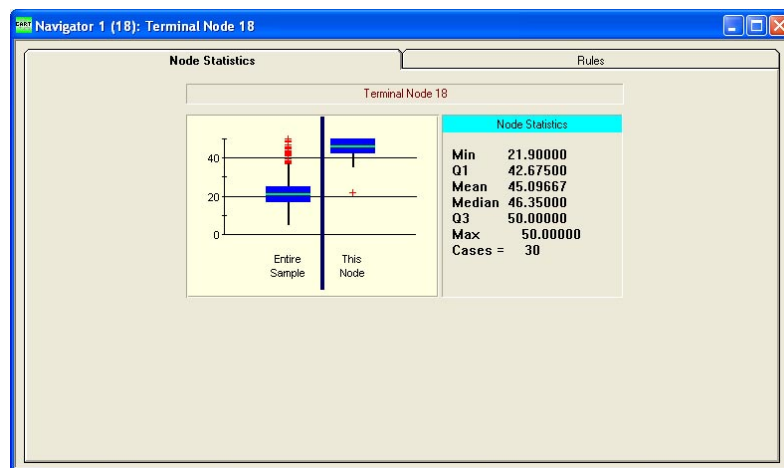 CART Navigator 1 (18): Terminal Node 18
Node Statistics
Rules
Terminal Node 18
40
20
0
Entire
Sample
This
Node
Node Statistics
Min 21.90000
Q1 42.67500
Mean 45.09667
Median 46.35000
Q3 50.00000
Max 50.00000
Cases = 30